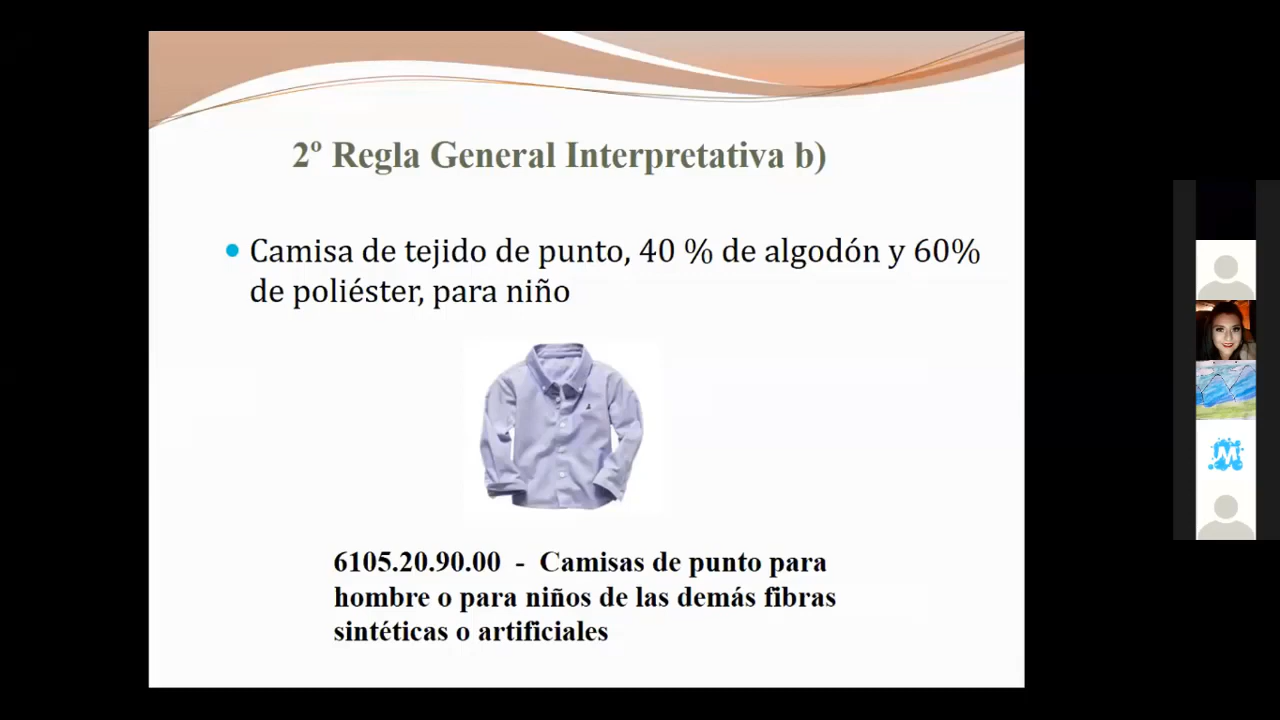 2º Regla General Interpretativa b)
Camisa de tejido de punto, 40 % de algodón y 60%
de poliéster, para niño
6105.20.90.00 - Camisas de punto para
hombre o para niños de las demás fibras
sintéticas o artificiales
M